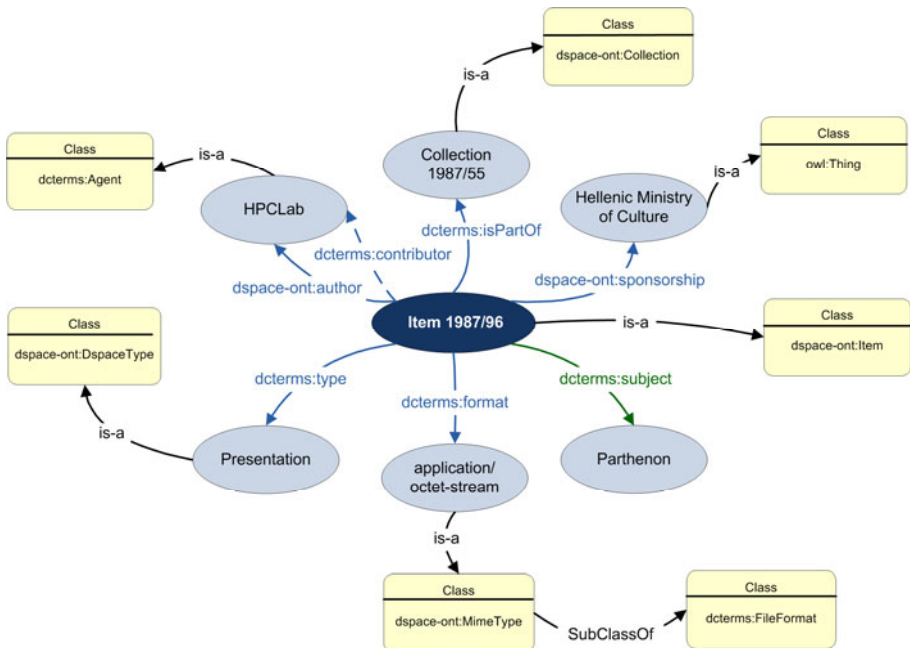 Class
dspace-ont:Collection
is-a
Class
dcterms:Agent
is-a
HPCLab
Collection
1987/55
Class
owl:Thing
is-a
Hellenic Ministry
of Culture
dcterms:isPartOf
dcterms:contributor
dspace-ont:author
dspace-ont:sponsorship
Item 1987/96
is-a
Class
dspace-ont:Item
Class
dspace-ont:DspaceType
is-a
dcterms:type
dcterms:format
dcterms:subject
Presentation
application/
octet-stream
Parthenon
is-a
Class
dspace-ont:MimeType
SubClassOf
Class
dcterms:FileFormat